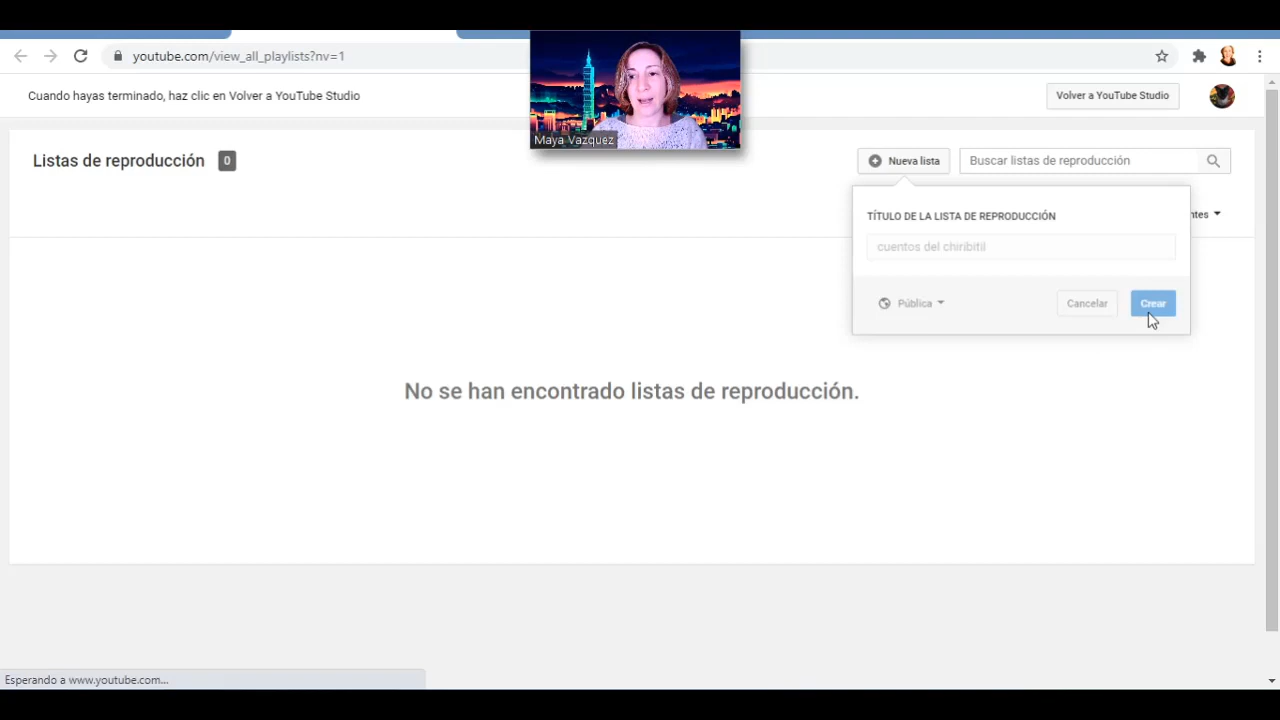 youtube.com/view_all_playlists?nv=1
Cuando hayas terminado, haz clic en Volver a YouTube Studio
Volver a YouTube Studio
Maya Vazquez
Listas de reproducción 0
Nueva lista
Buscar listas de reproducción
TÍTULO DE LA LISTA DE REPRODUCCIÓN
cuentos del chiribitil
Pública
Cancelar
Crear
No se han encontrado listas de reproducción.
Esperando a www.youtube.com...